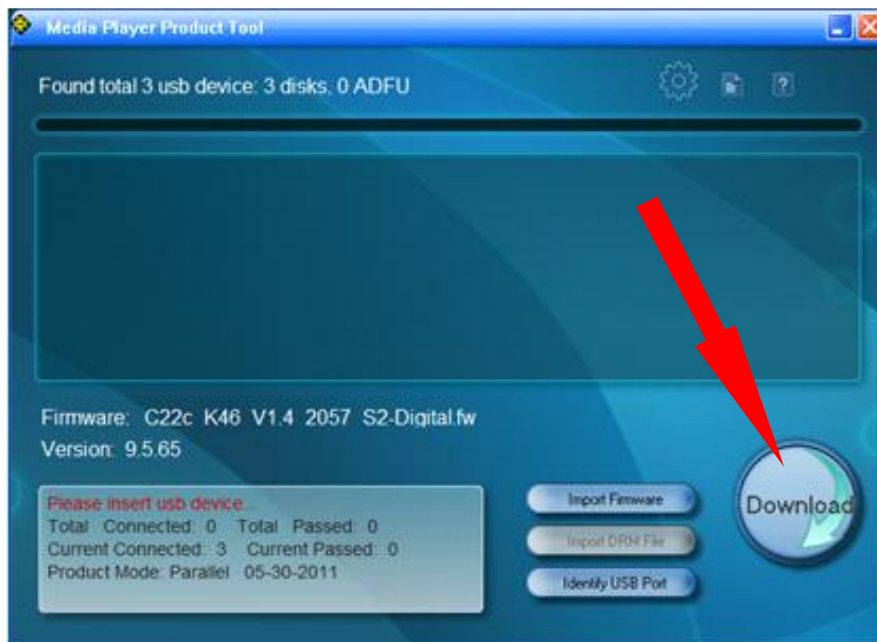 Media Player Product Tool
Found total 3 usb device: 3 disks, 0 ADFU
Firmware: C22c K46 V1.4 2057 S2-Digital.fw
Version: 9.5.65
Please insert usb device...
Total Connected: 0 Total Passed: 0
Current Connected: 3 Current Passed: 0
Product Mode: Parallel 05-30-2011
Import Firmware
Import DRM File
Identify USB Port
Download